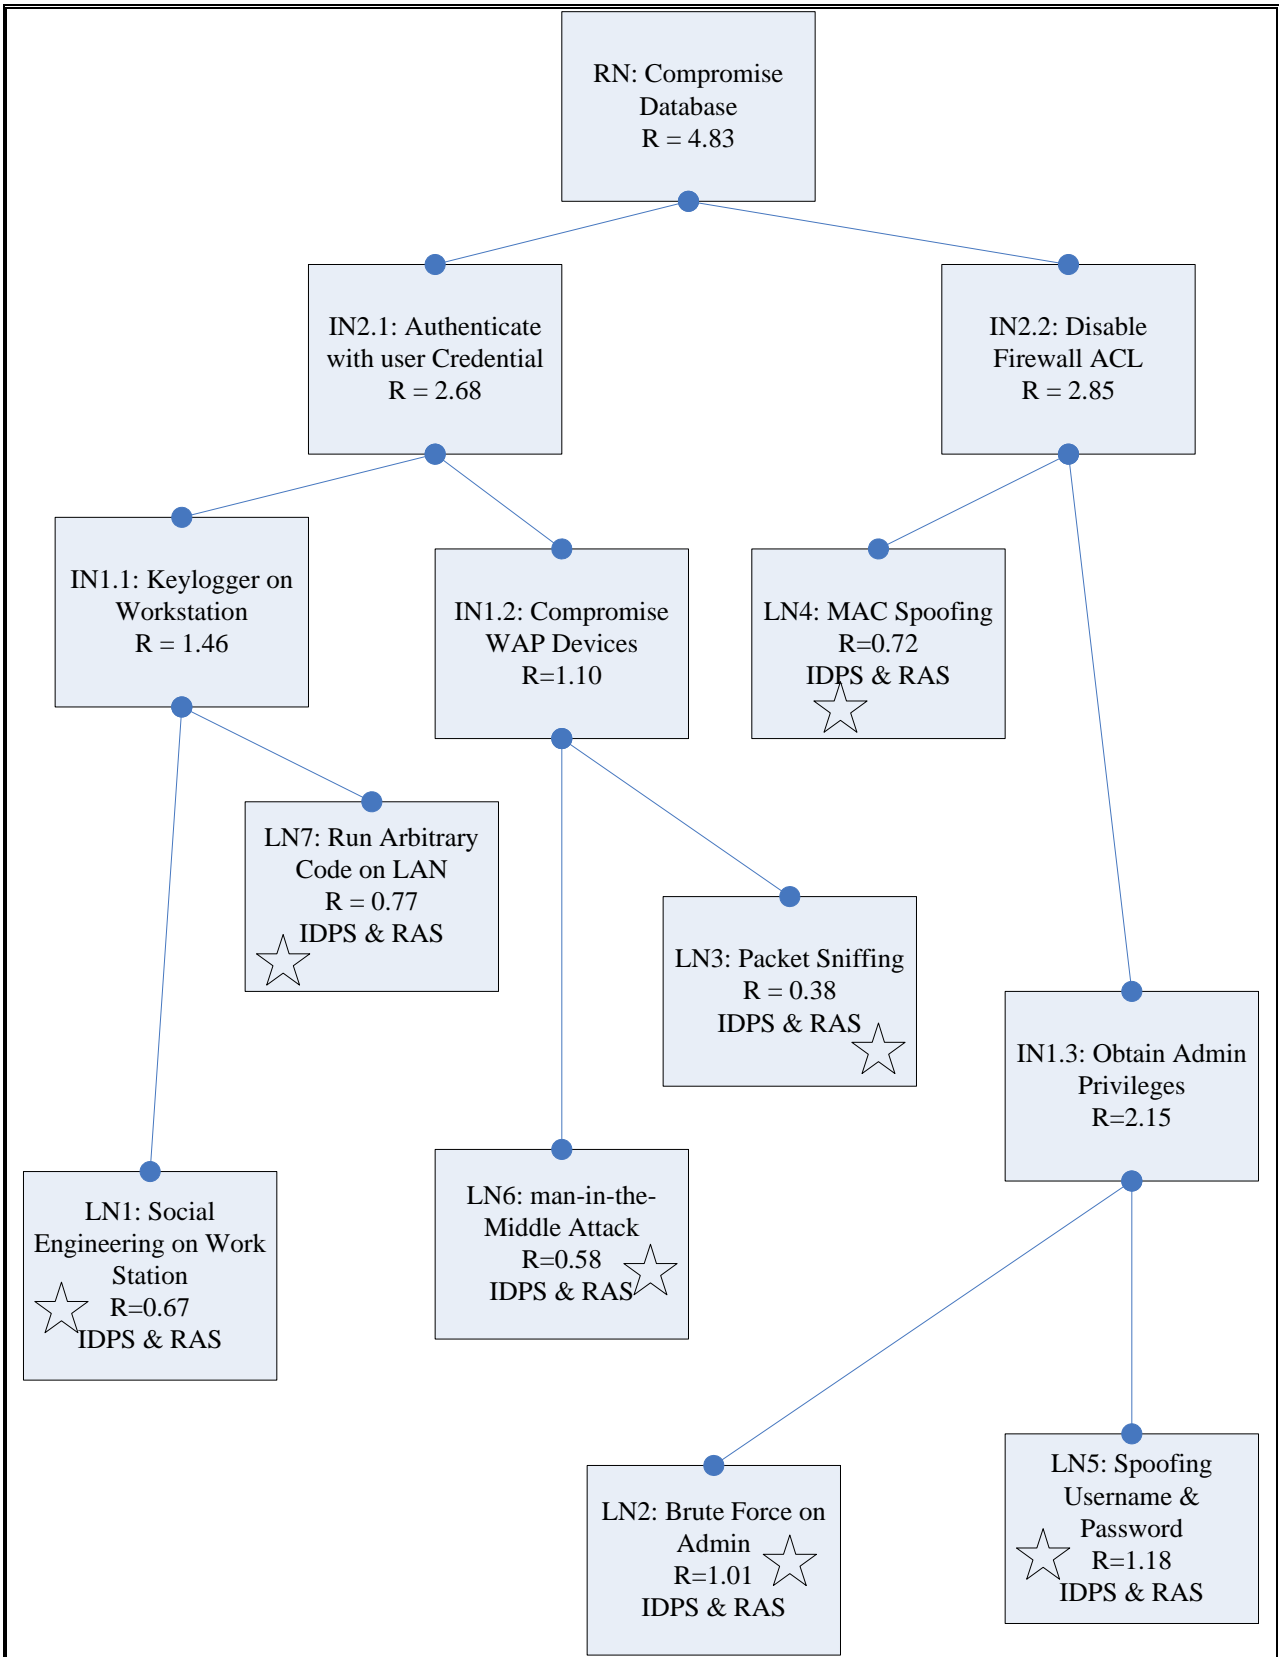 RN: Compromise
Database
R = 4.83
IN2.1: Authenticate
with user Credential
R = 2.68
IN2.2: Disable
Firewall ACL
R = 2.85
IN1.1: Keylogger on
Workstation
R = 1.46
IN1.2: Compromise
WAP Devices
R=1.10
LN4: MAC Spoofing
R=0.72
IDPS & RAS
LN7: Run Arbitrary
Code on LAN
R = 0.77
IDPS & RAS
LN3: Packet Sniffing
R = 0.38
IDPS & RAS
IN1.3: Obtain Admin
Privileges
R=2.15
LN1: Social
Engineering on Work
Station
R=0.67
IDPS & RAS
LN6: man-in-the-
Middle Attack
R=0.58
IDPS & RAS
LN2: Brute Force on
Admin
R=1.01
IDPS & RAS
LN5: Spoofing
Username &
Password
R=1.18
IDPS & RAS